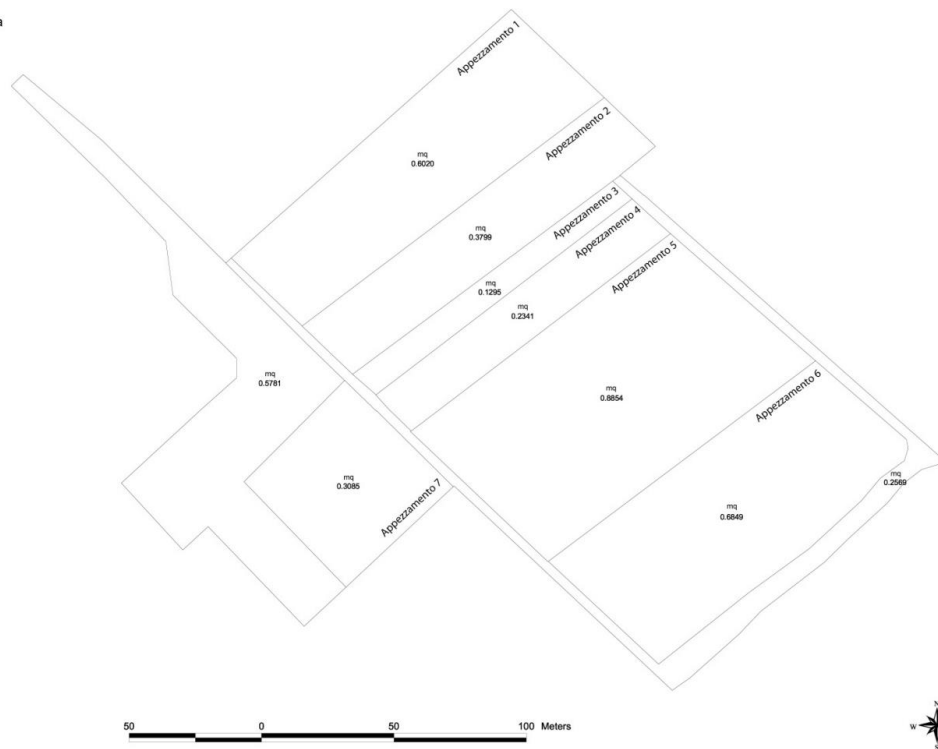 a
Appezzamento 1
mq
0.6020
Appezzamento 2
mq
0.3799
Appezzamento 3
mq
0.1295
Appezzamento 4
mq
0.2341
Appezzamento 5
mq
0.8854
Appezzamento 6
mq
0.6849
mq
0.2569
mq
0.5781
mq
0.3085
Appezzamento 7
50 0 50 100 Meters
N
W